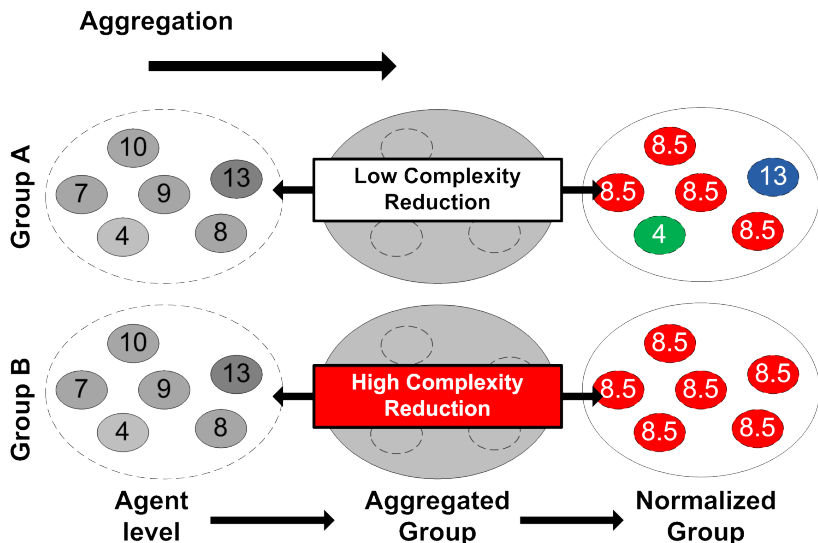 Aggregation
Group A
10
13
7
9
4
8
Low Complexity
Reduction
8.5
13
8.5
8.5
4
8.5
Group B
10
13
7
9
4
8
High Complexity
Reduction
8.5
8.5
8.5
8.5
8.5
8.5
Agent
level
Aggregated
Group
Normalized
Group